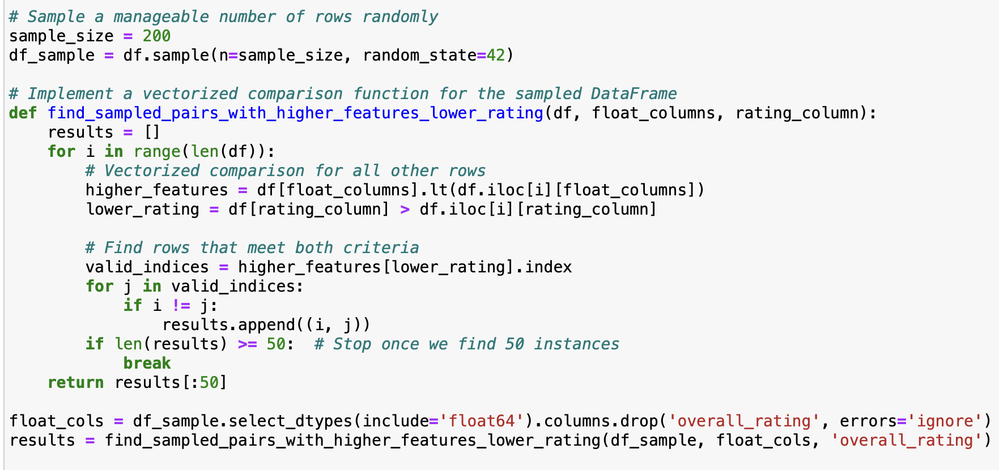 # Sample a manageable number of rows randomly
sample_size = 200
df_sample = df.sample(n=sample_size, random_state=42)

# Implement a vectorized comparison function for the sampled DataFrame
def find_sampled_pairs_with_higher_features_lower_rating(df, float_columns, rating_column):
    results = []
    for i in range(len(df)):
        # Vectorized comparison for all other rows
        higher_features = df[float_columns].lt(df.iloc[i][float_columns])
        lower_rating = df[rating_column] > df.iloc[i][rating_column]

        # Find rows that meet both criteria
        valid_indices = higher_features[lower_rating].index
        for j in valid_indices:
            if i != j:
                results.append((i, j))
        if len(results) >= 50:  # Stop once we find 50 instances
            break
    return results[:50]

float_cols = df_sample.select_dtypes(include='float64').columns.drop('overall_rating', errors='ignore')
results = find_sampled_pairs_with_higher_features_lower_rating(df_sample, float_cols, 'overall_rating')